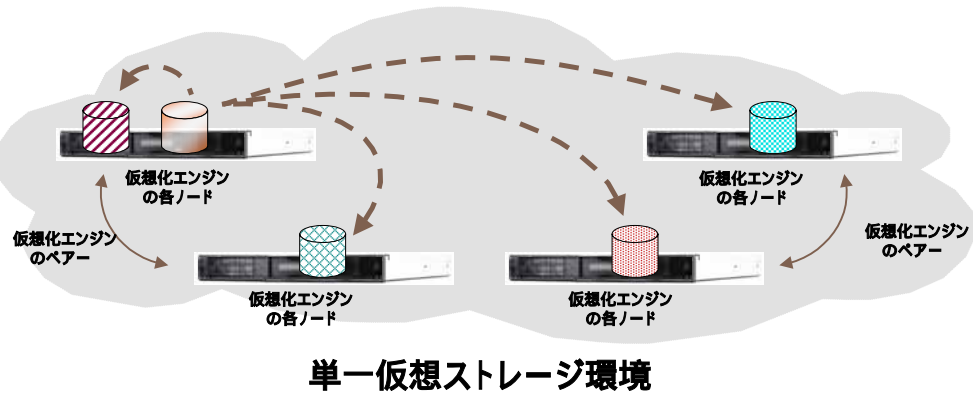 仮想化エンジン
の各ノード
仮想化エンジン
の各ノード
仮想化エンジン
のペアー
仮想化エンジン
のペアー
仮想化エンジン
の各ノード
仮想化エンジン
の各ノード
単一仮想ストレージ環境